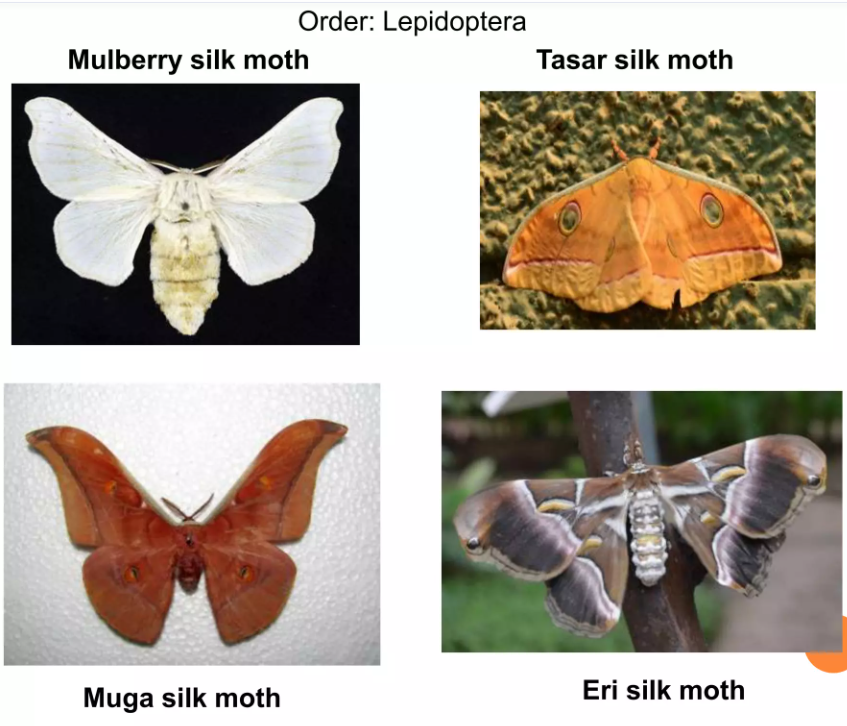 Order: Lepidoptera
Mulberry silk moth
Tasar silk moth
Muga silk moth
Eri silk moth